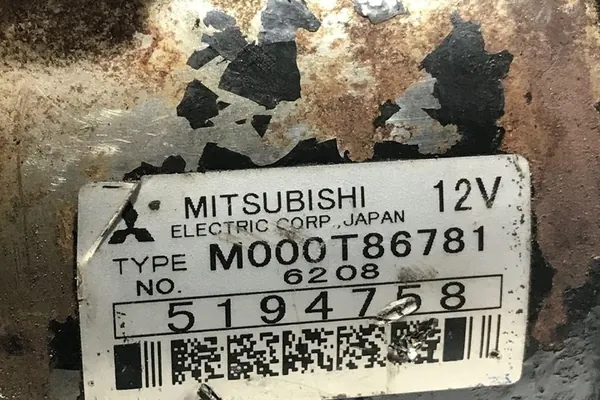 MITSUBISHI 12V
ELECTRIC CORP., JAPAN
TYPE M000T86781
NO. 6208
5194758